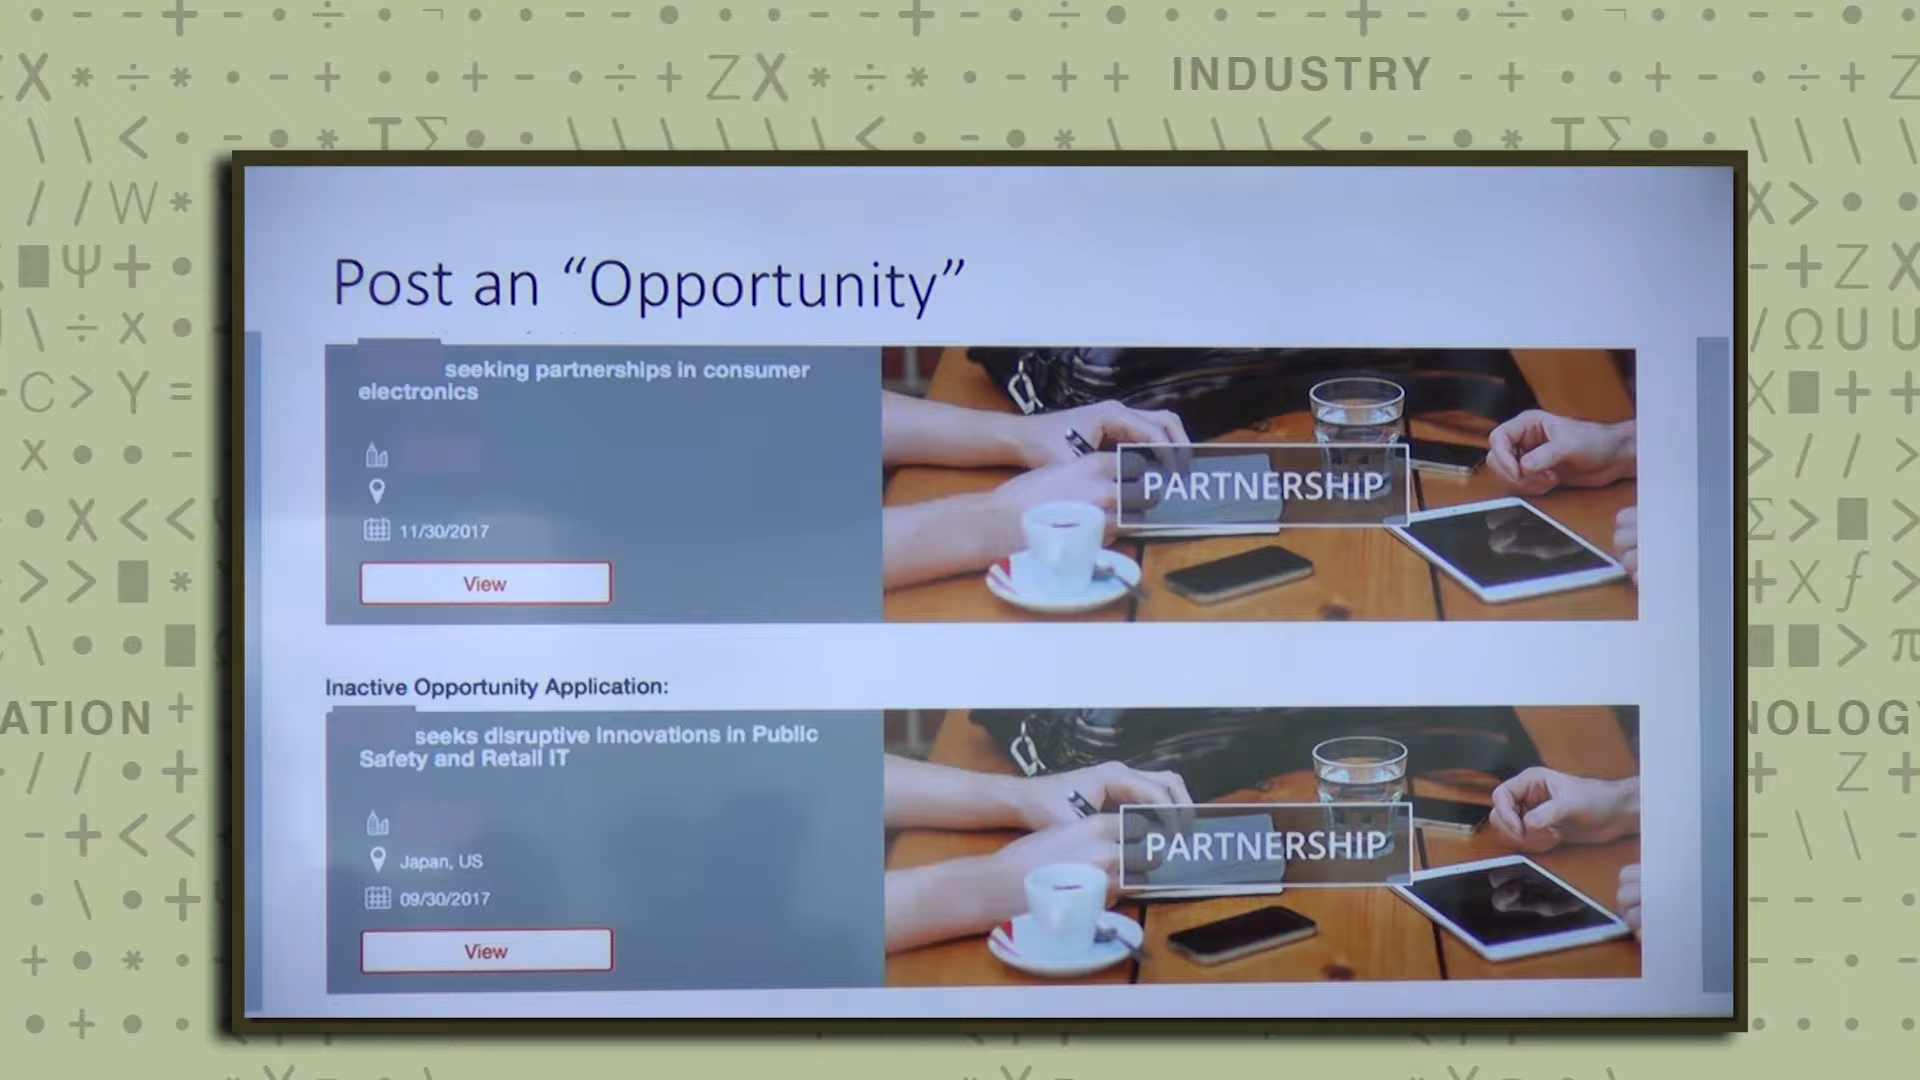 INDUSTRY
Post an “Opportunity”
seeking partnerships in consumer
electronics
11/30/2017
View
PARTNERSHIP
Inactive Opportunity Application:
seeks disruptive innovations in Public
Safety and Retail IT
Japan, US
09/30/2017
View
PARTNERSHIP
ATION
NOLOGY